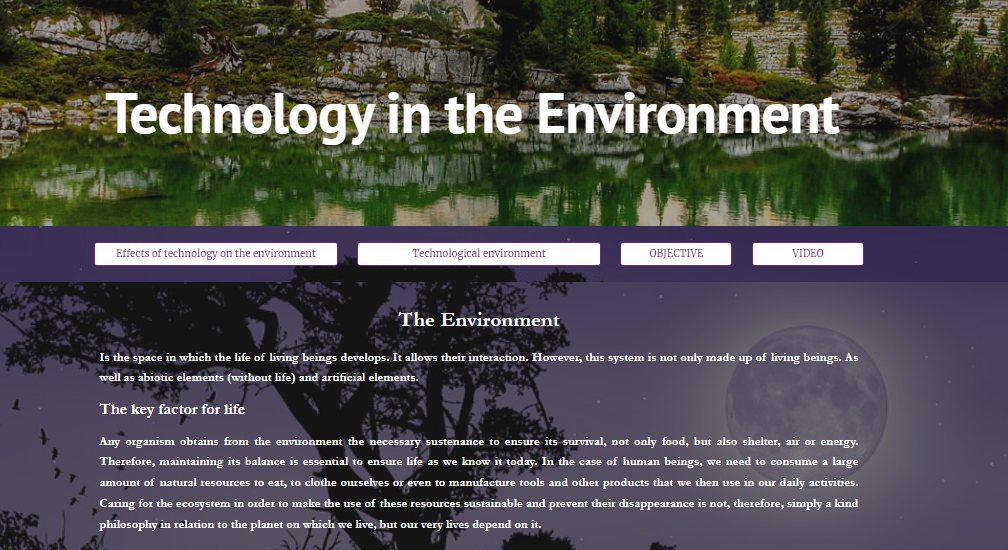 Technology in the Environment
Effects of technology on the environment
Technological environment
OBJECTIVE
VIDEO
The Environment
Is the space in which the life of living beings develops. It allows their interaction. However, this system is not only made up of living beings. As
well as abiotic elements (without life) and artificial elements.
The key factor for life
Any organism obtains from the environment the necessary sustenance to ensure its survival, not only food, but also shelter, air or energy.
Therefore, maintaining its balance is essential to ensure life as we know it today. In the case of human beings, we need to consume a large
amount of natural resources to eat, to clothe ourselves or even to manufacture tools and other products that we then use in our daily activities.
Caring for the ecosystem in order to make the use of these resources sustainable and prevent their disappearance is not, therefore, simply a kind
philosophy in relation to the planet on which we live, but our very lives depend on it.